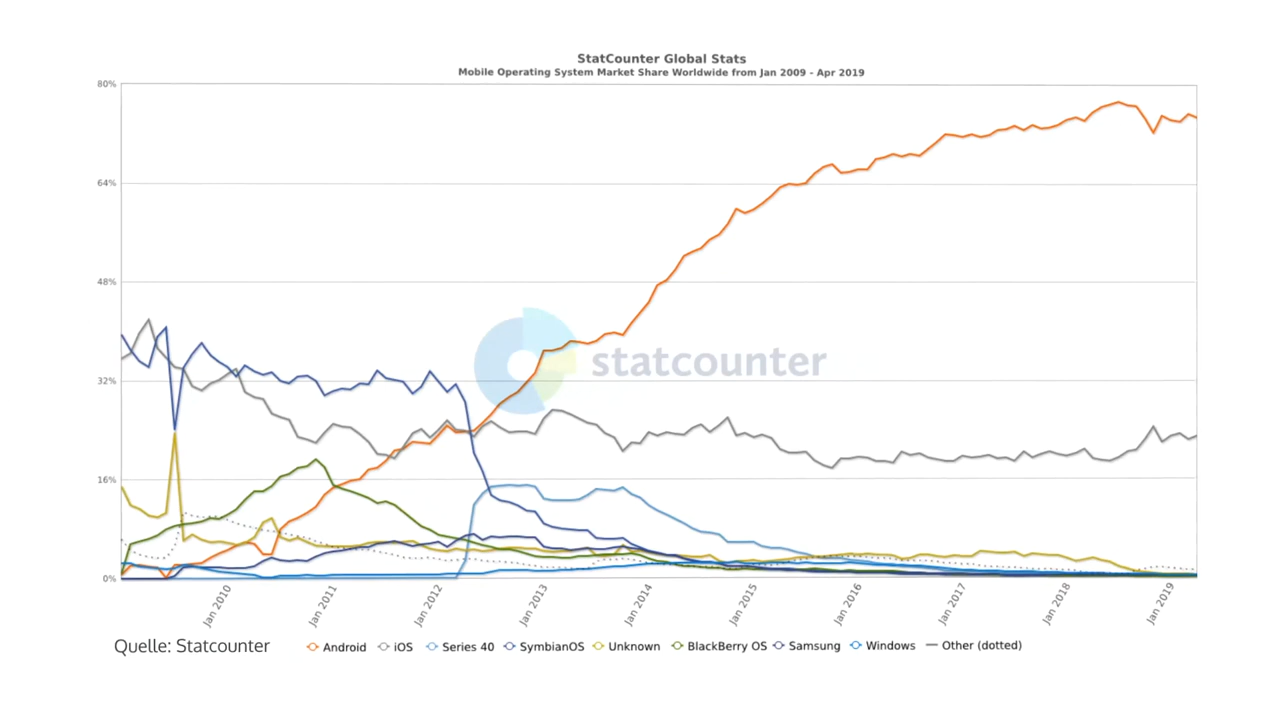 StatCounter Global Stats
Mobile Operating System Market Share Worldwide from Jan 2009 - Apr 2019
80%
64%
48%
32%
16%
0%
statcounter
Jan 2010
Jan 2011
Jan 2012
Jan 2013
Jan 2014
Jan 2015
Jan 2016
Jan 2017
Jan 2018
Jan 2019
Quelle: Statcounter
Android iOS Series 40 SymbianOS Unknown BlackBerry OS Samsung Windows Other (dotted)